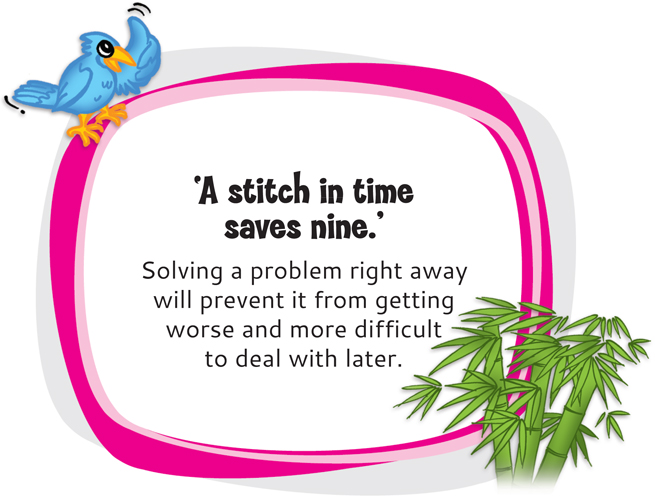 ‘A stitch in time
saves nine.’
Solving a problem right away
will prevent it from getting
worse and more difficult
to deal with later.